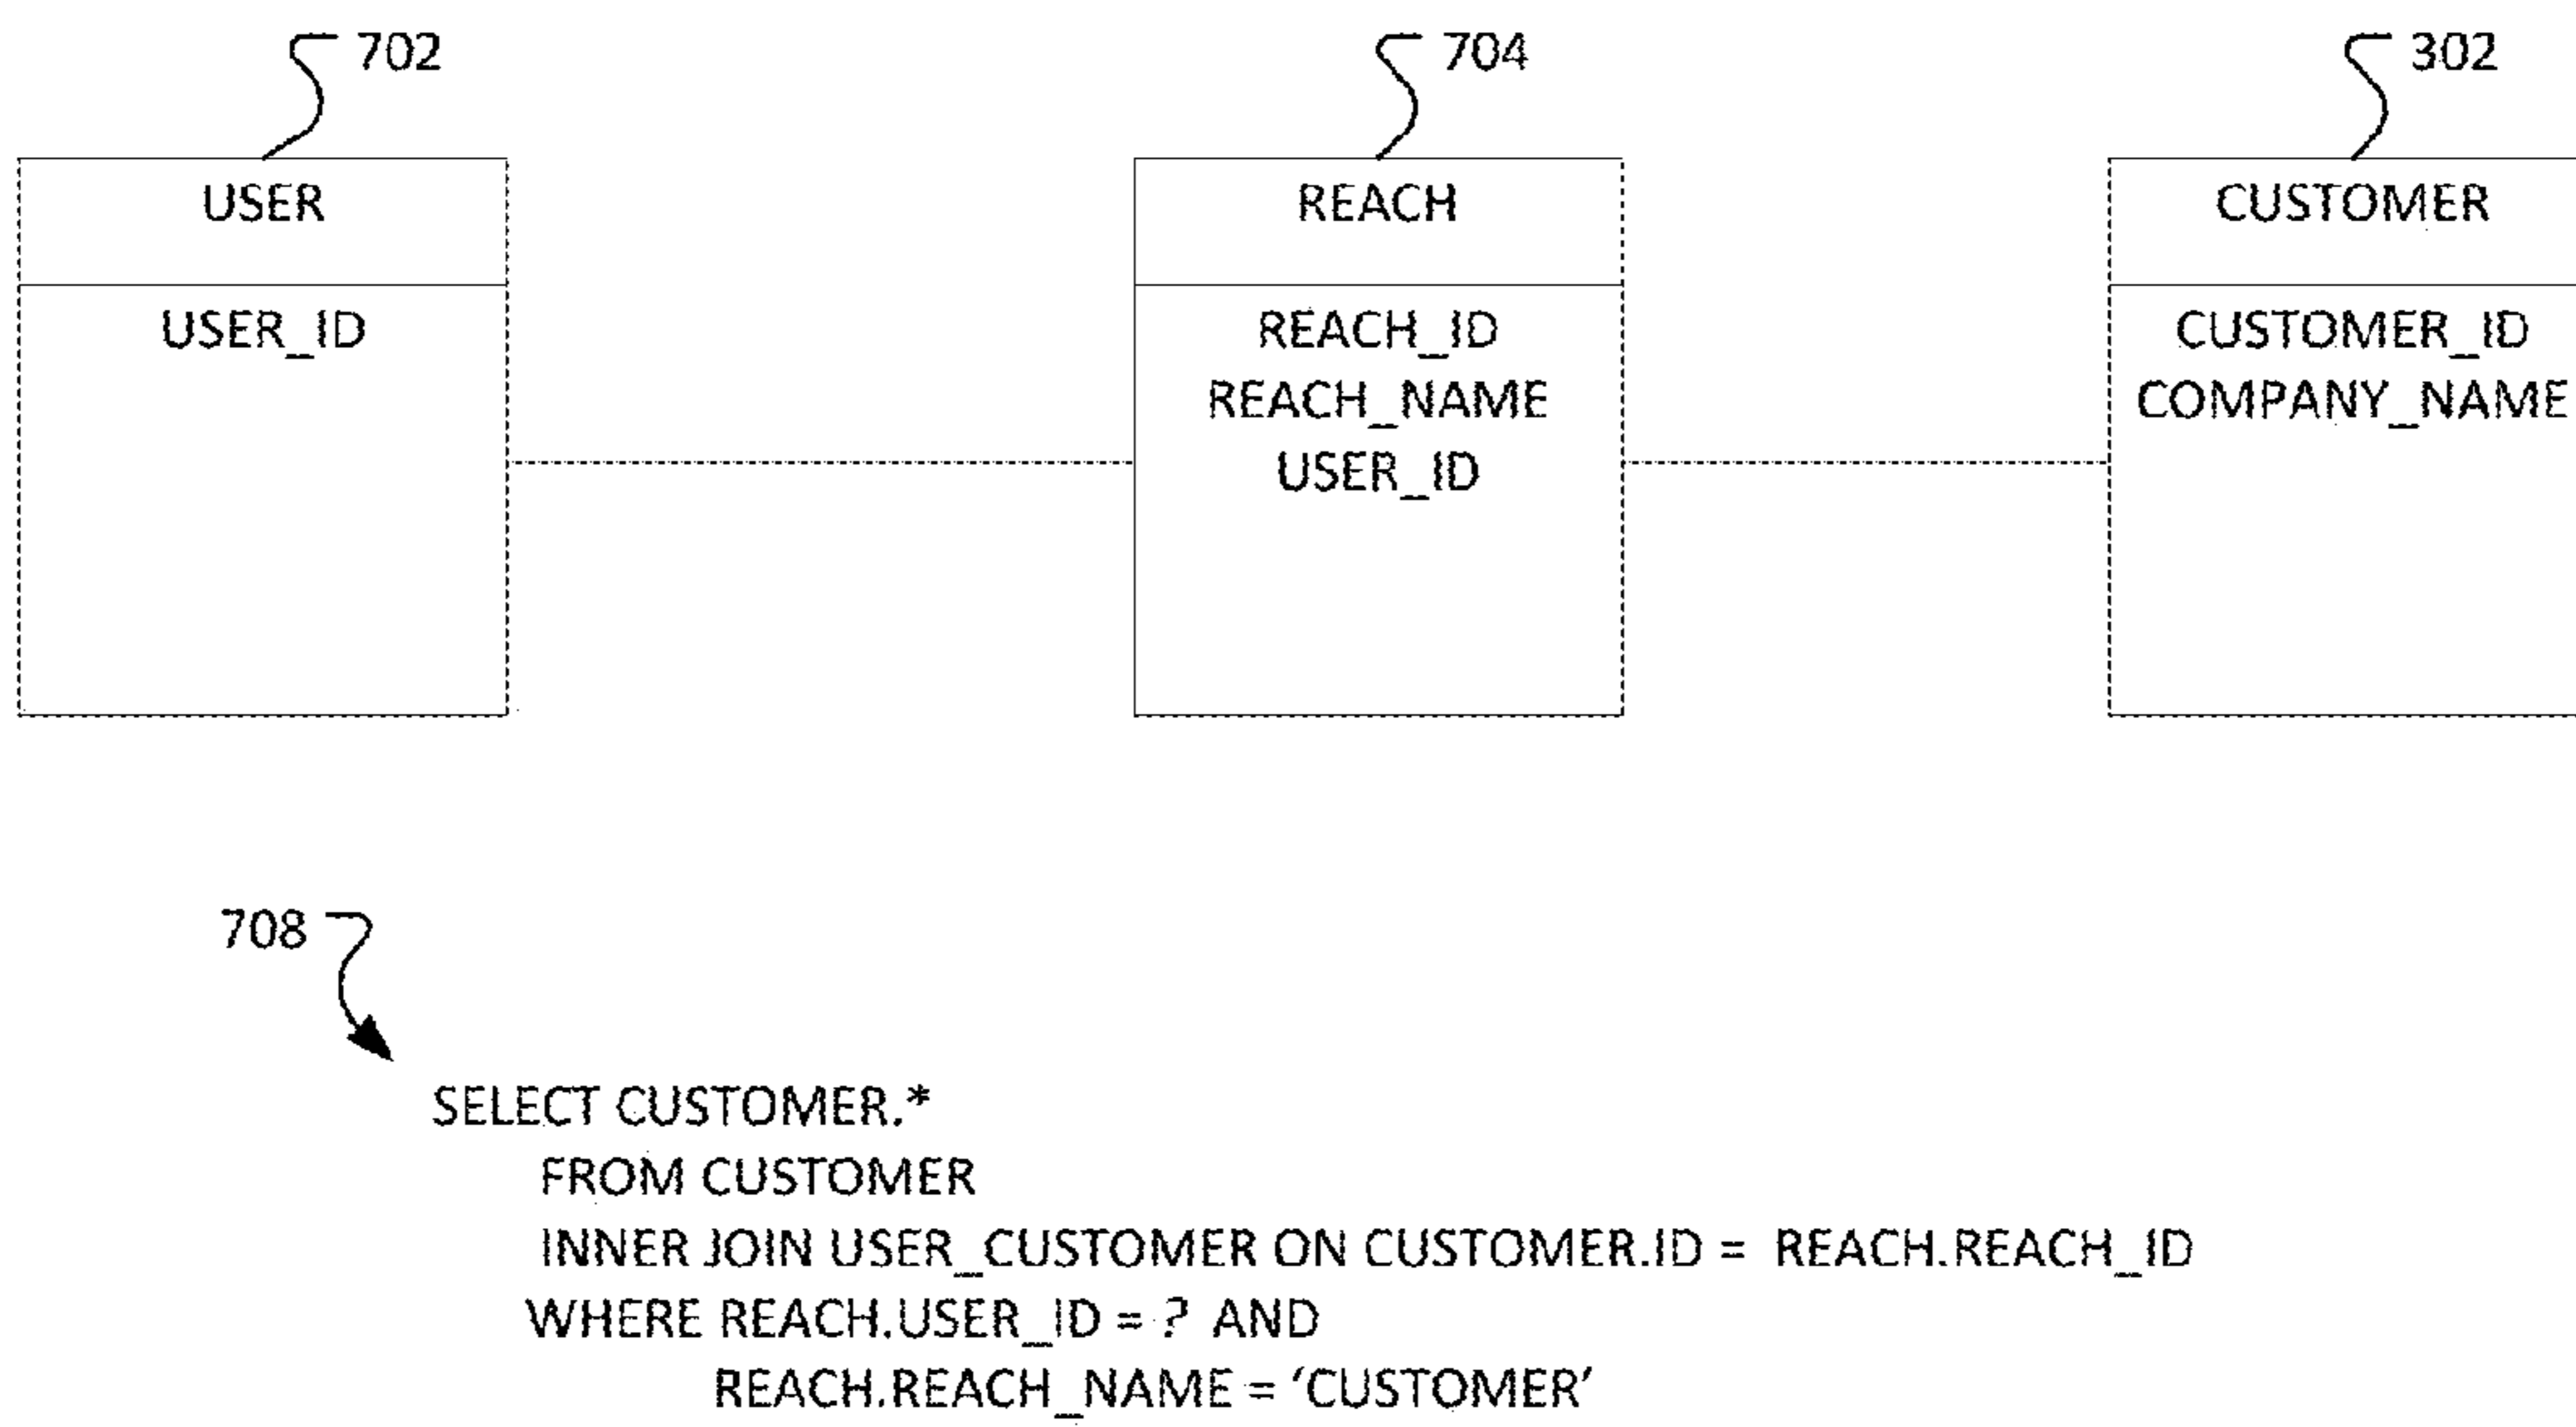 702
704
302
USER
REACH
CUSTOMER
USER_ID
REACH_ID
CUSTOMER_ID
REACH_NAME
COMPANY_NAME
USER_ID
708
SELECT CUSTOMER.*
FROM CUSTOMER
INNER JOIN USER_CUSTOMER ON CUSTOMER.ID = REACH.REACH_ID
WHERE REACH.USER_ID = ? AND
REACH.REACH_NAME = ‘CUSTOMER’